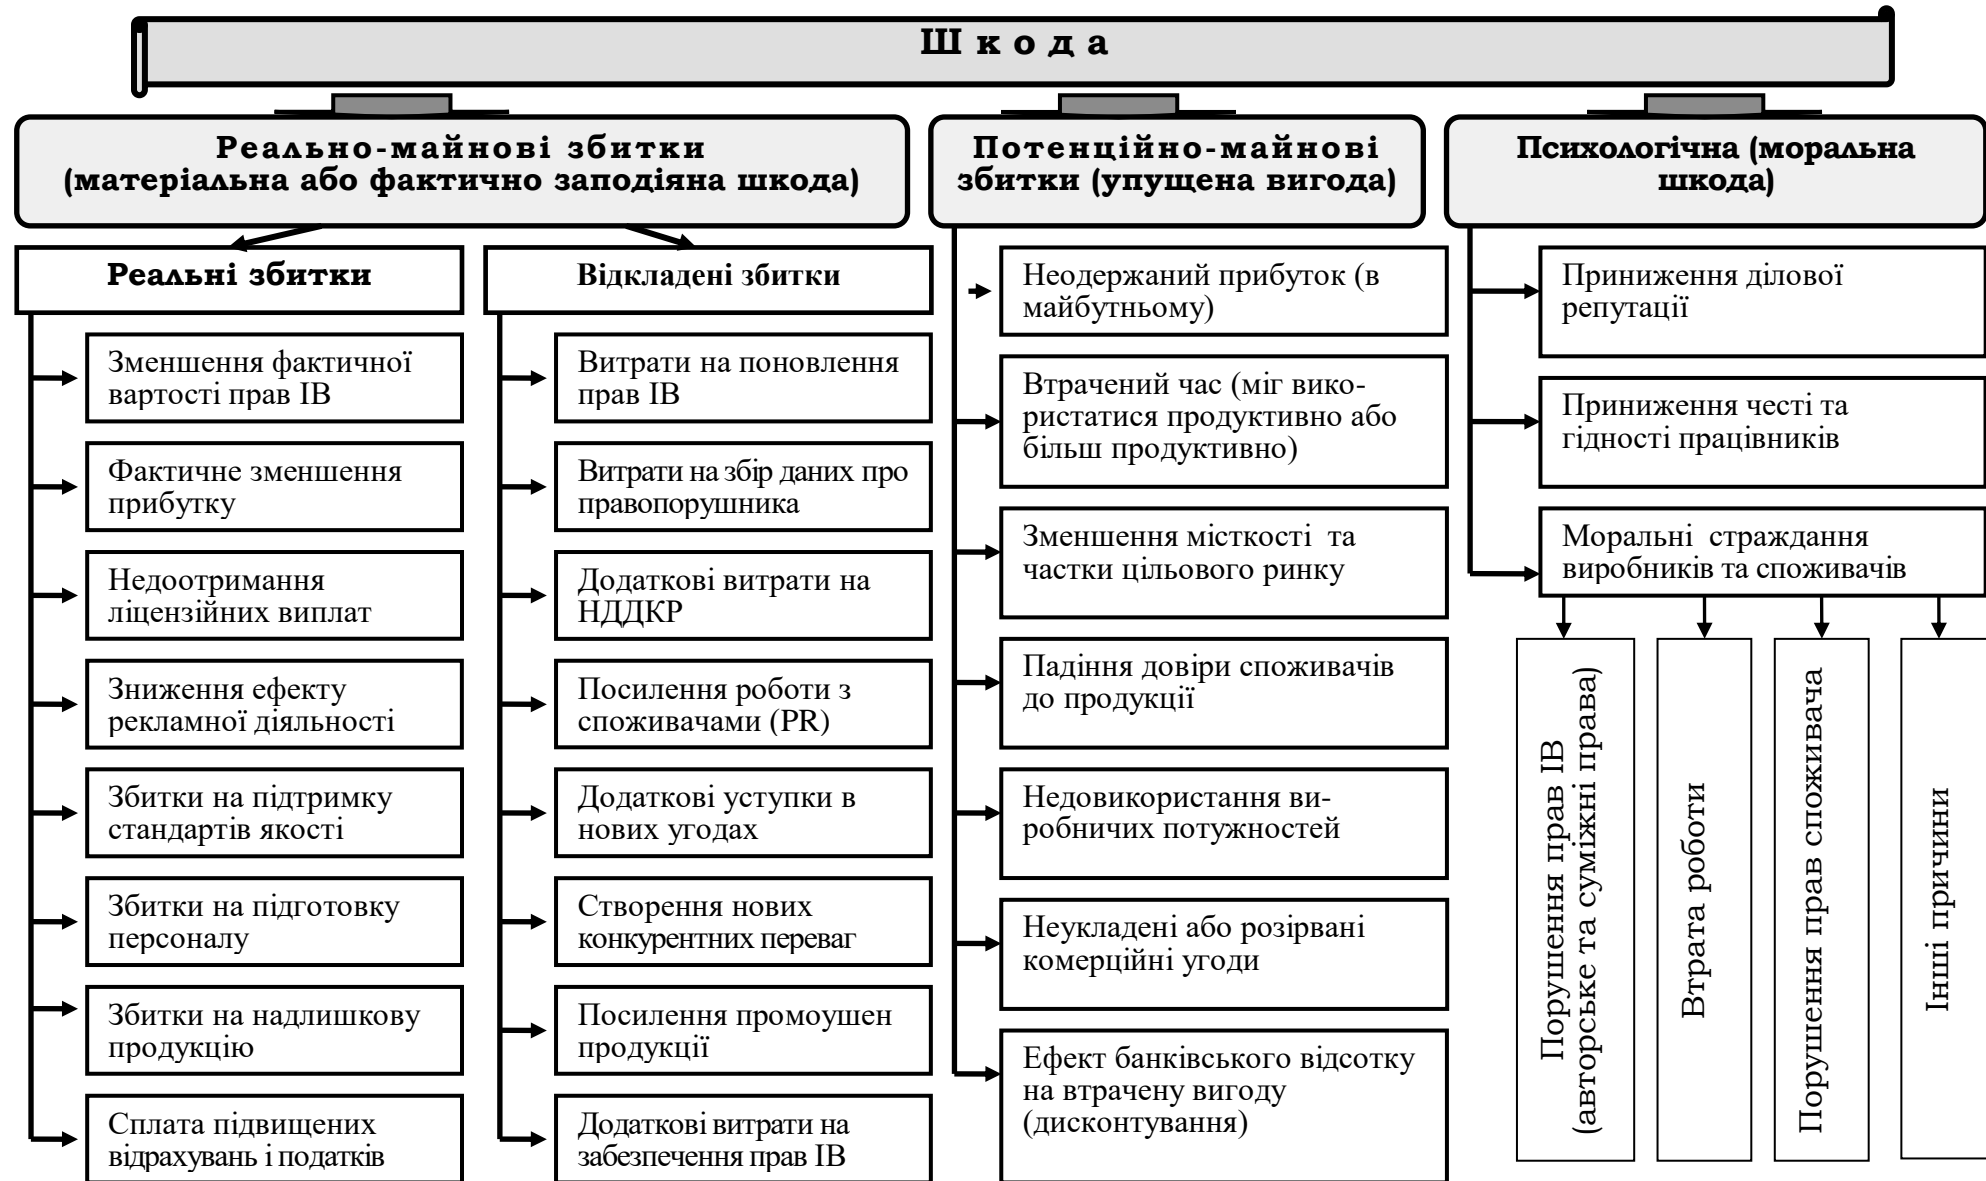 Шкода
Реально-майнові збитки
(матеріальна або фактично заподіяна шкода)
Потенційно-майнові
збитки (упущена вигода)
Психологічна (моральна
шкода)
Реальні збитки
Зменшення фактичної
вартості прав ІВ
Фактичне зменшення
прибутку
Недоотримання
ліцензійних виплат
Зниження ефекту
рекламної діяльності
Збитки на підтримку
стандартів якості
Збитки на підготовку
персоналу
Збитки на надлишкову
продукцію
Сплата підвищених
відрахувань і податків
Відкладені збитки
Витрати на поновлення
прав ІВ
Витрати на збір даних про
правопорушника
Додаткові витрати на
НДДКР
Посилення роботи з
споживачами (PR)
Додаткові уступки в
нових угодах
Створення нових
конкурентних переваг
Посилення промоушен
продукції
Додаткові витрати на
забезпечення прав ІВ
Неодержаний прибуток (в
майбутньому)
Втрачений час (міг вико-
ристатися продуктивно або
більш продуктивно)
Зменшення місткості та
частки цільового ринку
Падіння довіри споживачів
до продукції
Недовикористання ви-
робничих потужностей
Неукладені або розірвані
комерційні угоди
Ефект банківського відсотку
на втрачену вигоду
(дисконтування)
Приниження ділової
репутації
Приниження честі та
гідності працівників
Моральні страждання
виробників та споживачів
Порушення прав ІВ
(авторське та суміжні права)
Втрата роботи
Порушення прав споживача
Інші причини